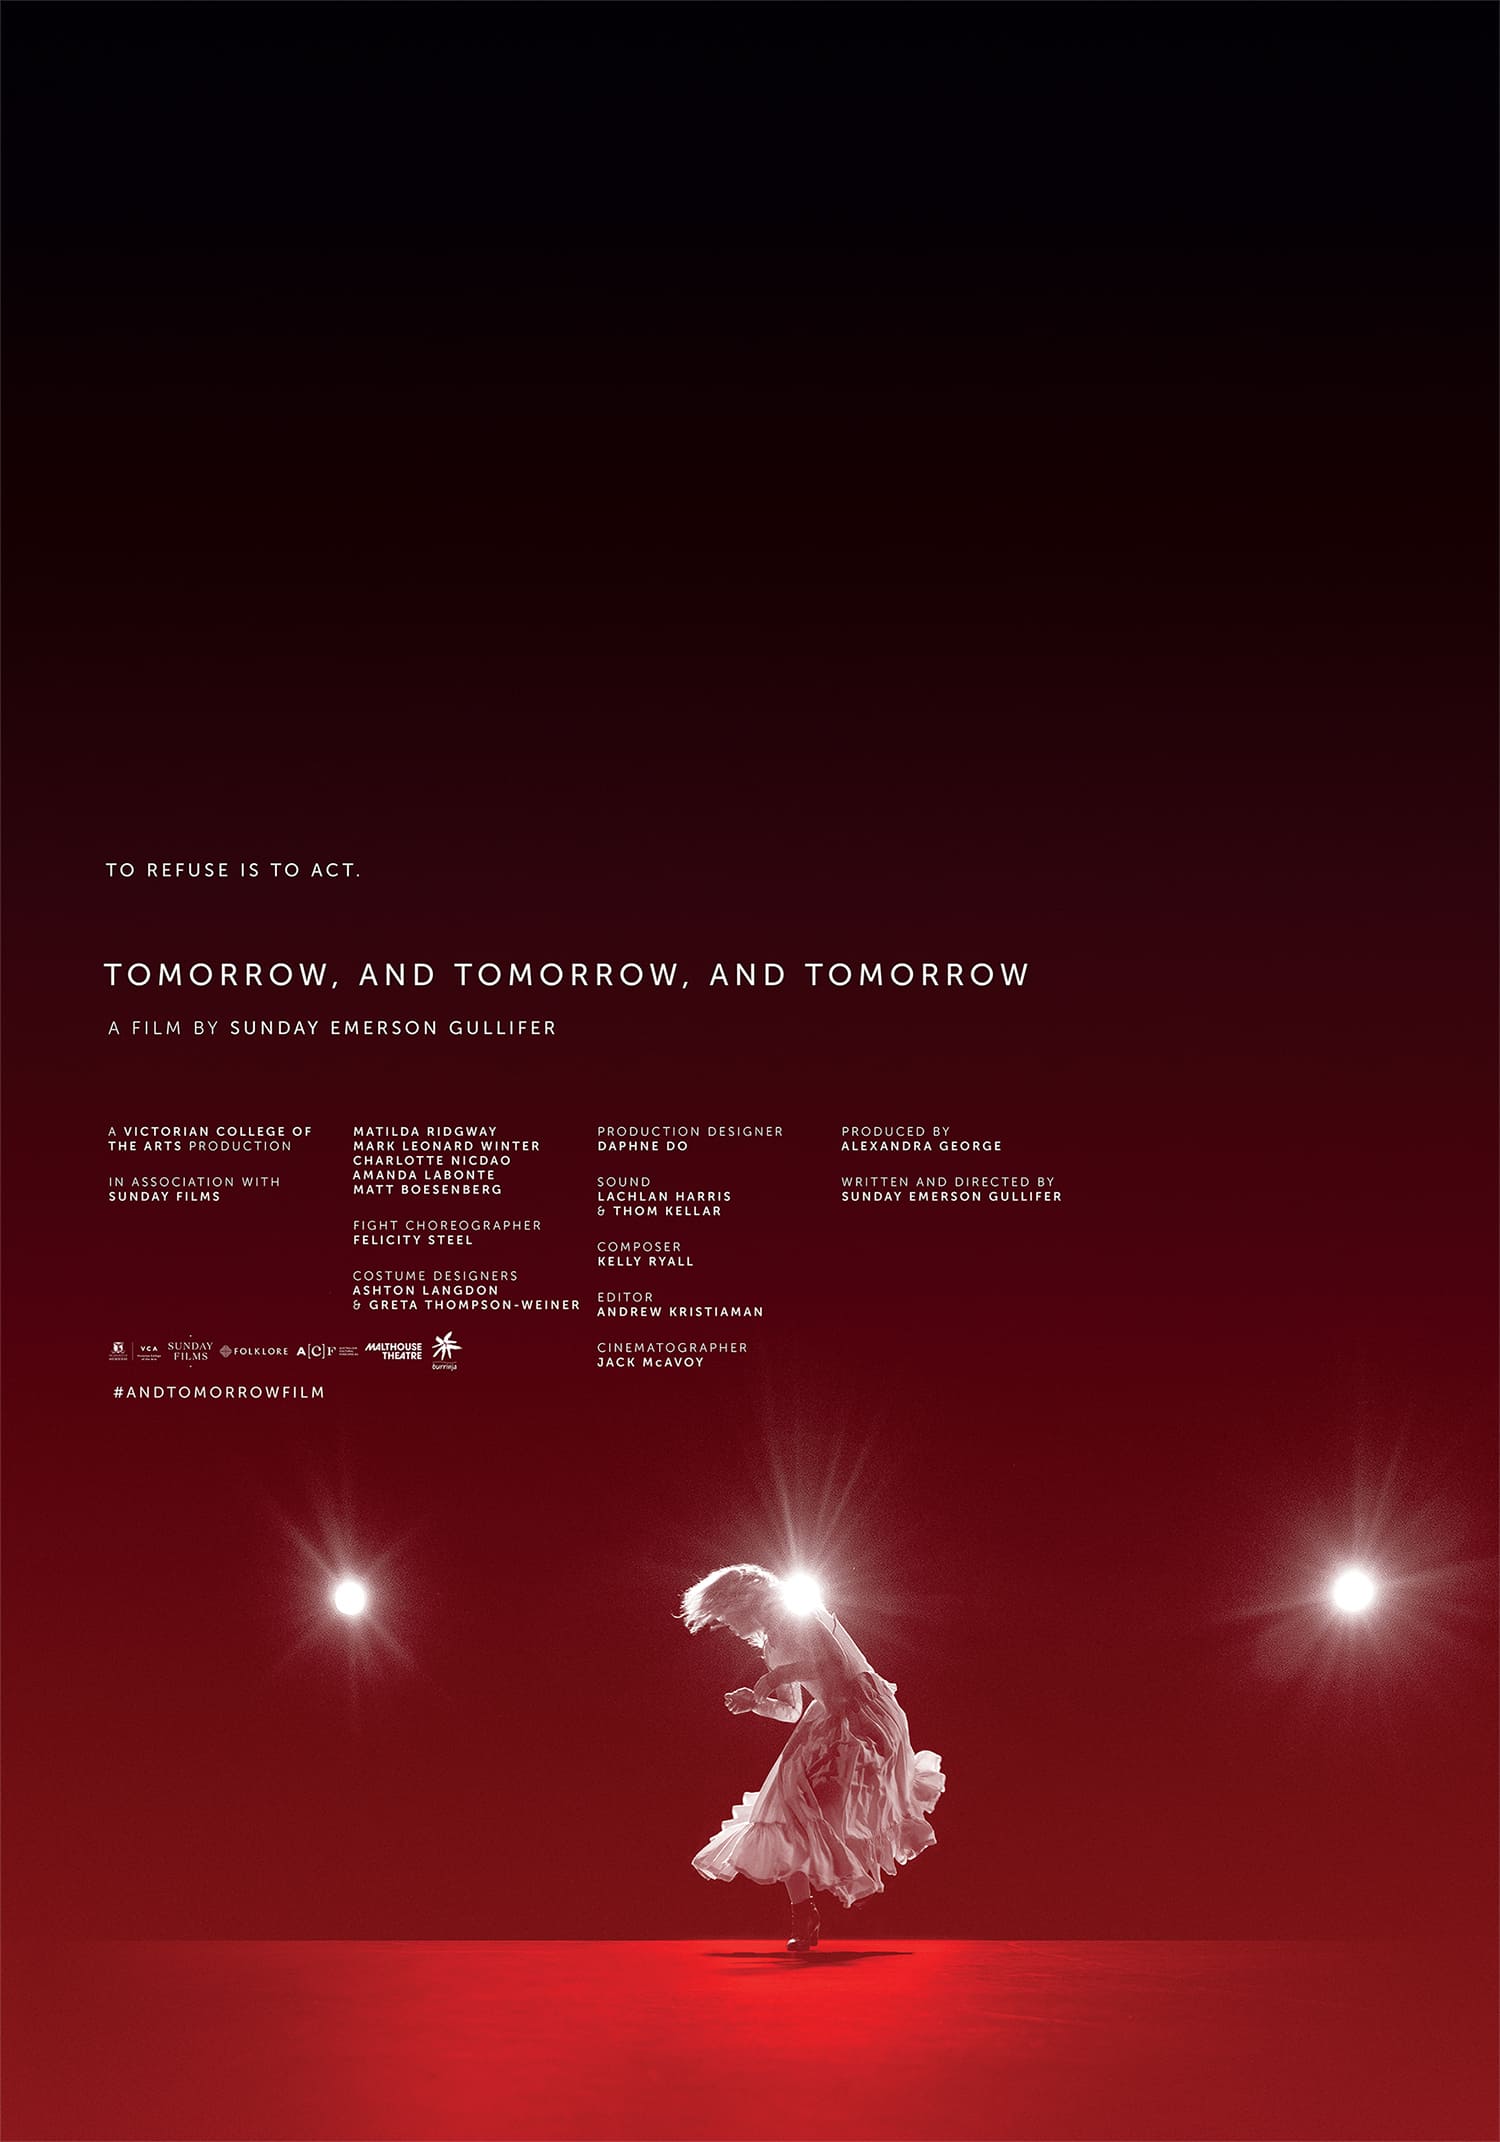 TO REFUSE IS TO ACT.
TOMORROW, AND TOMORROW, AND TOMORROW
A FILM BY SUNDAY EMERSON GULLIFER
A VICTORIAN COLLEGE OF
THE ARTS PRODUCTION
IN ASSOCIATION WITH
SUNDAY FILMS
MATILDA RIDGWAY
MARK LEONARD WINTER
CHARLOTTE NICDAO
AMANDA LABONTE
MATT BOESENBERG
FIGHT CHOREOGRAPHER
FELICITY STEEL
COSTUME DESIGNERS
ASHTON LANGDON
& GRETA THOMPSON-WEINER
PRODUCTION DESIGNER
DAPHNE DO
SOUND
LACHLAN HARRIS
& THOM KELLAR
COMPOSER
KELLY RYALL
EDITOR
ANDREW KRISTIAMAN
CINEMATOGRAPHER
JACK McAVOY
PRODUCED BY
ALEXANDRA GEORGE
WRITTEN AND DIRECTED BY
SUNDAY EMERSON GULLIFER
VCA
SUNDAY
FILMS
FOLKLORE
A[C]F
MALTHOUSE
THEATRE
burrinja
#ANDTOMORROWFILM